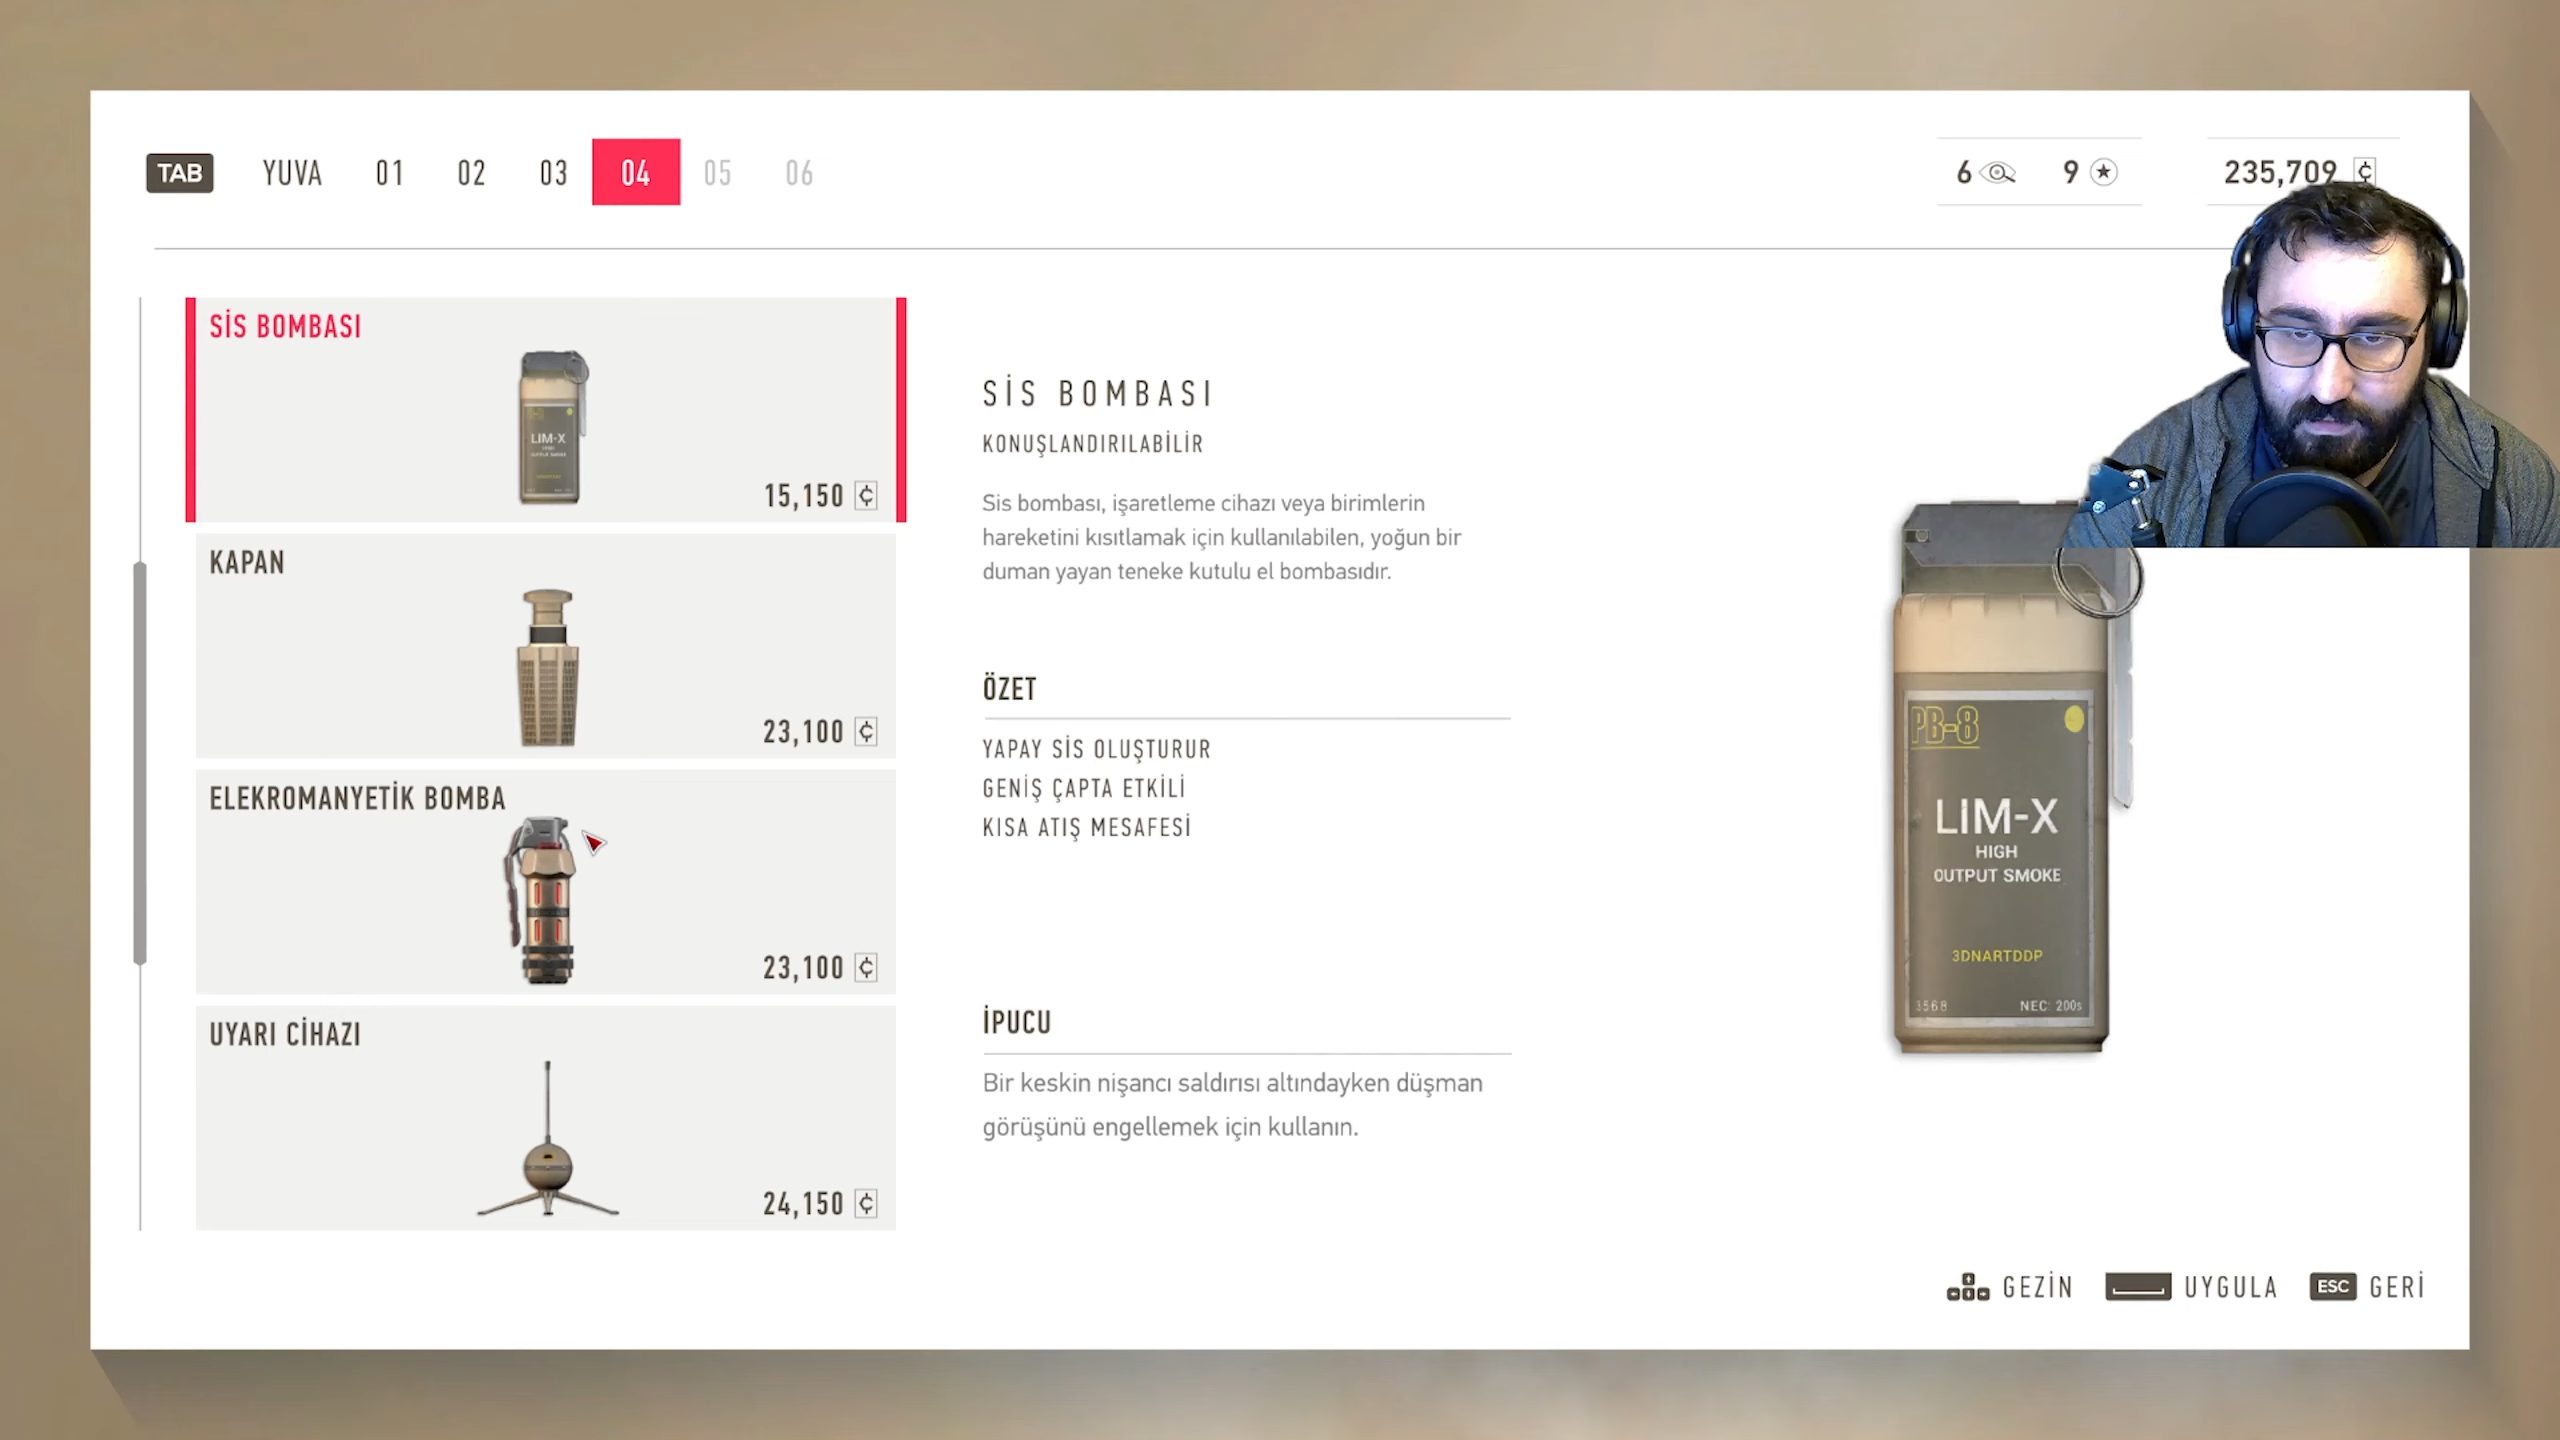 TAB YUVA 01 02 03 04 05 06
6 9 235,709 ₵
SİS BOMBASI
LIM-X
15,150 ₵
KAPAN
23,100 ₵
ELEKROMANYETİK BOMBA
23,100 ₵
UYARI CİHAZI
24,150 ₵
SİS BOMBASI
KONUŞLANDIRILABİLİR
Sis bombası, işaretleme cihazı veya birimlerin
hareketini kısıtlamak için kullanılabilen, yoğun bir
duman yayan teneke kutulu el bombasıdır.
ÖZET
YAPAY SİS OLUŞTURUR
GENİŞ ÇAPTA ETKİLİ
KISA ATIŞ MESAFESİ
İPUCU
Bir keskin nişancı saldırısı altındayken düşman
görüşünü engellemek için kullanın.
PB-8
LIM-X
HIGH
OUTPUT SMOKE
3DNARTDDP
3568 NEC: 200s
GEZİN UYGULA ESC GERİ